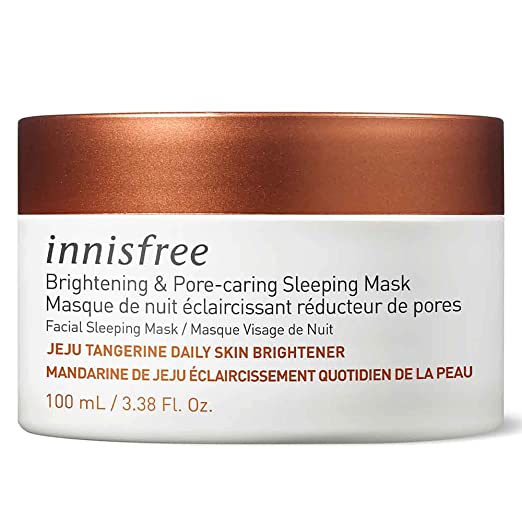 innisfree
Brightening & Pore-caring Sleeping Mask
Masque de nuit éclaircissant réducteur de pores
Facial Sleeping Mask / Masque Visage de Nuit
JEJU TANGERINE DAILY SKIN BRIGHTENER
MANDARINE DE JEJU ÉCLAIRCISSEMENT QUOTIDIEN DE LA PEAU
100 mL / 3.38 Fl. Oz.